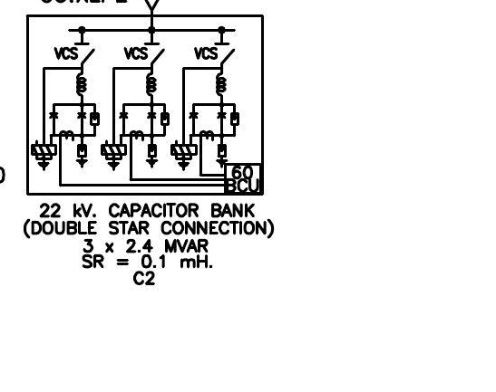 VCS VCS VCS
60
BCU
22 kV. CAPACITOR BANK
(DOUBLE STAR CONNECTION)
3 x 2.4 MVAR
SR = 0.1 mH.
C2